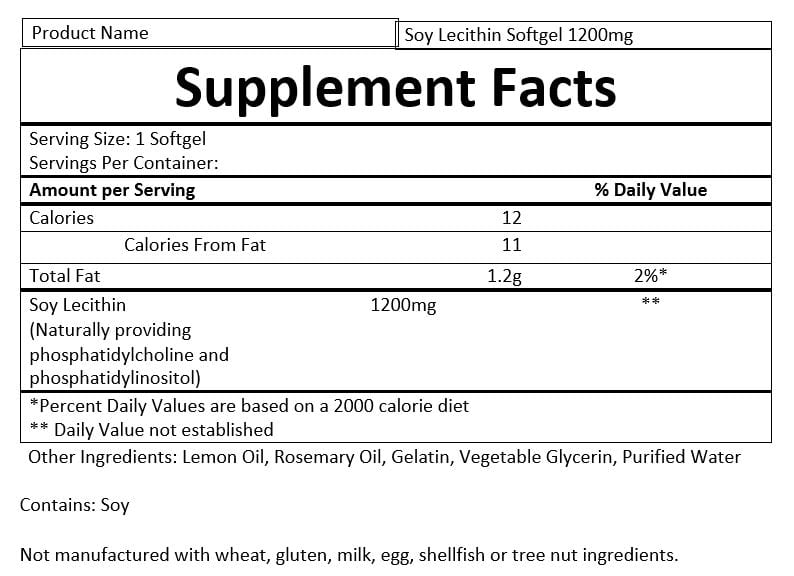 Product Name Soy Lecithin Softgel 1200mg
Supplement Facts
Serving Size: 1 Softgel
Servings Per Container:
Amount per Serving % Daily Value
Calories 12
Calories From Fat 11
Total Fat 1.2g 2%*
Soy Lecithin 1200mg **
(Naturally providing
phosphatidylcholine and
phosphatidylinositol)
*Percent Daily Values are based on a 2000 calorie diet
** Daily Value not established
Other Ingredients: Lemon Oil, Rosemary Oil, Gelatin, Vegetable Glycerin, Purified Water
Contains: Soy
Not manufactured with wheat, gluten, milk, egg, shellfish or tree nut ingredients.